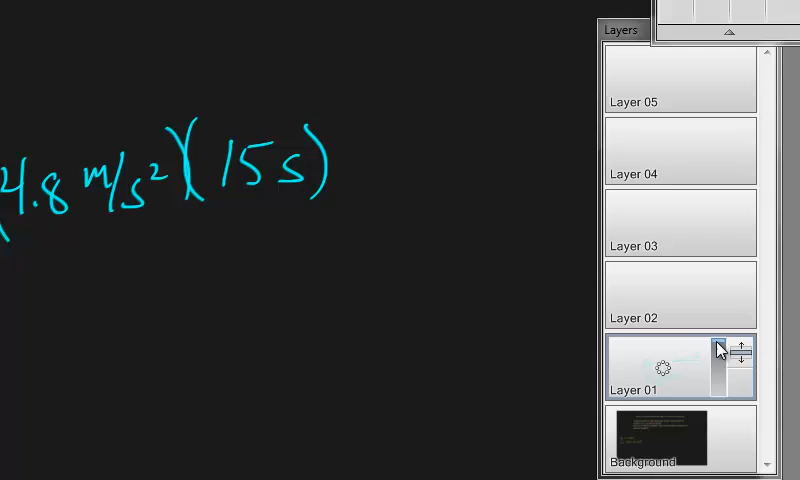 Layers
(4.8 m/s²)(15 s)
Layer 05
Layer 04
Layer 03
Layer 02
Layer 01
Background